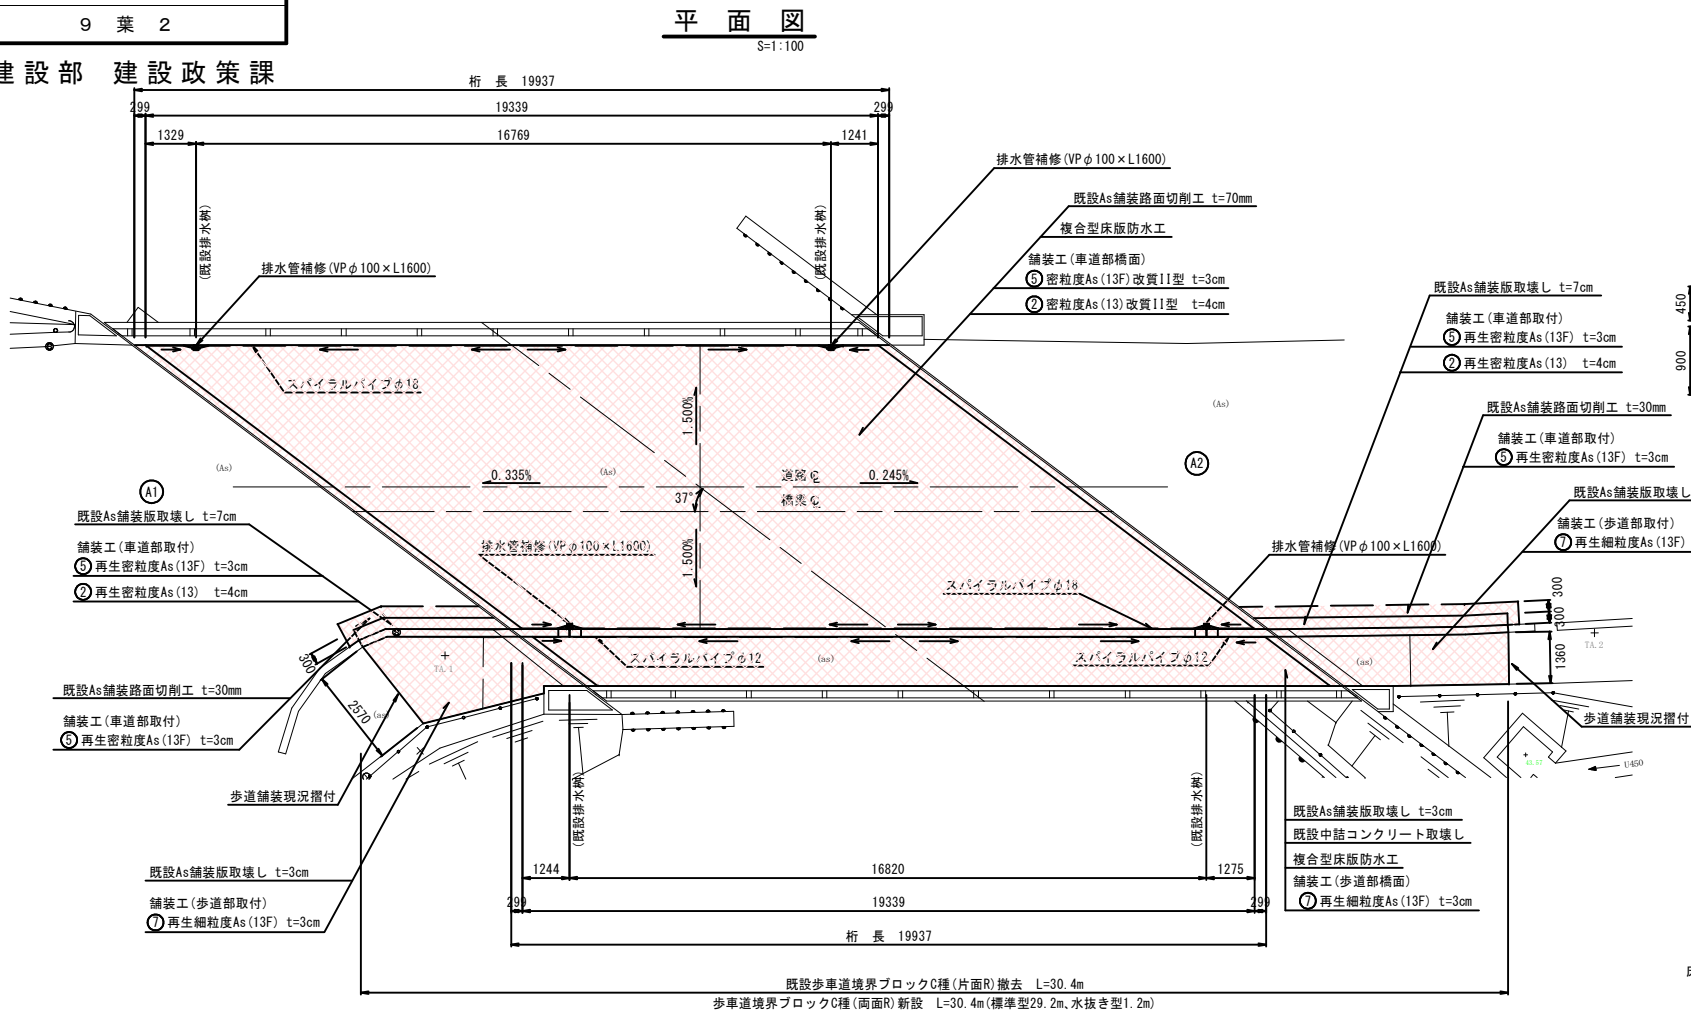 9 葉 2
建設部 建設政策課
平面図
S=1:100
桁長 19937
299
19339
299
1329
16769
1241
(既設排水桝)
(既設排水桝)
排水管補修(VPφ100×L1600)
排水管補修(VPφ100×L1600)
既設As舗装路面切削工 t=70mm
複合型床版防水工
舗装工(車道部橋面)
⑤ 密粒度As(13F)改質II型 t=3cm
② 密粒度As(13)改質II型 t=4cm
既設As舗装版取壊し t=7cm
舗装工(車道部取付)
⑤ 再生密粒度As(13F) t=3cm
② 再生密粒度As(13) t=4cm
450
900
既設As舗装路面切削工 t=30mm
舗装工(車道部取付)
⑤ 再生密粒度As(13F) t=3cm
既設As舗装版取壊し
舗装工(歩道部取付)
⑦ 再生細粒度As(13F)
スパイラルパイプφ18
1.500%
(As)
(As)
(As)
0.335%
道路℄
0.245%
37°
橋梁℄
A1
A2
既設As舗装版取壊し t=7cm
舗装工(車道部取付)
⑤ 再生密粒度As(13F) t=3cm
② 再生密粒度As(13) t=4cm
排水管補修(VPφ100×L1600)
1.500%
排水管補修(VPφ100×L1600)
スパイラルパイプφ18
300
300
1360
300
TA.1
スパイラルパイプφ12
(as)
スパイラルパイプφ12
(as)
TA.2
既設As舗装路面切削工 t=30mm
舗装工(車道部取付)
⑤ 再生密粒度As(13F) t=3cm
2570
(as)
歩道舗装現況摺付
歩道舗装現況摺付
U450
(既設排水桝)
(既設排水桝)
既設As舗装版取壊し t=3cm
既設中詰コンクリート取壊し
複合型床版防水工
舗装工(歩道部橋面)
⑦ 再生細粒度As(13F) t=3cm
既設As舗装版取壊し t=3cm
舗装工(歩道部取付)
⑦ 再生細粒度As(13F) t=3cm
1244
16820
1275
299
19339
299
桁長 19937
既設歩車道境界ブロックC種(片面R)撤去 L=30.4m
歩車道境界ブロックC種(両面R)新設 L=30.4m(標準型29.2m、水抜き型1.2m)